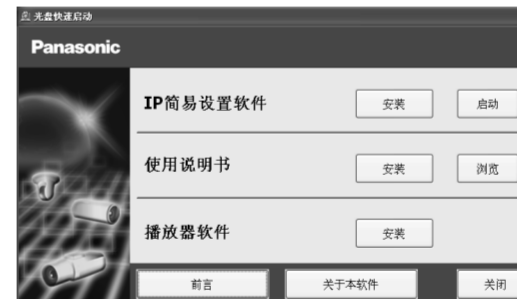 光盘快速启动
Panasonic
IP简易设置软件 安装 启动
使用说明书 安装 浏览
播放器软件 安装
前言 关于本软件 关闭